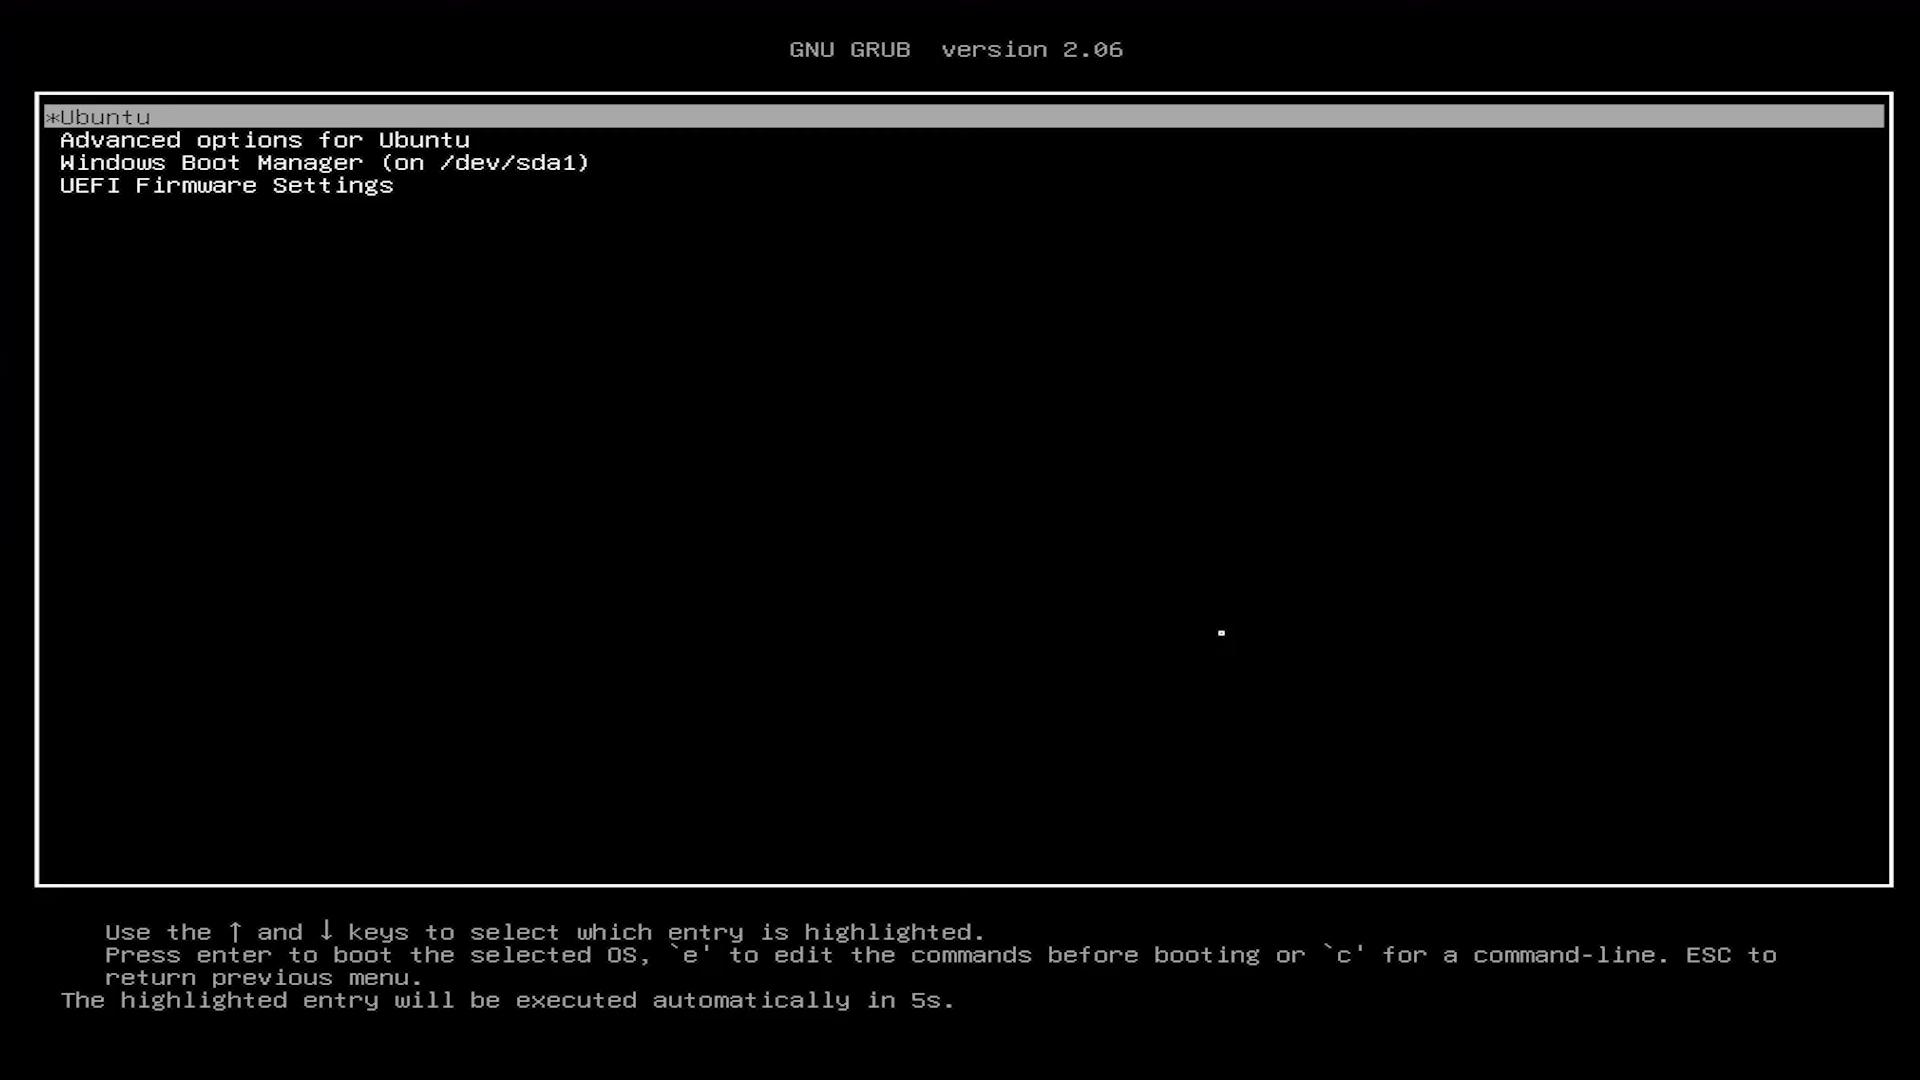 GNU GRUB  version 2.06
*Ubuntu
Advanced options for Ubuntu
Windows Boot Manager (on /dev/sda1)
UEFI Firmware Settings
Use the ↑ and ↓ keys to select which entry is highlighted.
Press enter to boot the selected OS, `e' to edit the commands before booting or `c' for a command-line. ESC to
return previous menu.
The highlighted entry will be executed automatically in 5s.